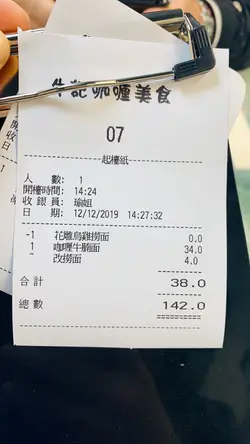 牛記咖喱美食
07
起檯紙
人 數: 1
開檯時間: 14:24
收 銀 員: 瑜姐
日 期: 12/12/2019 14:27:32
-1 花雕烏雞撈面 0.0
1 咖喱牛腩面 34.0
~ 改撈面 4.0
合計 38.0
總數 142.0